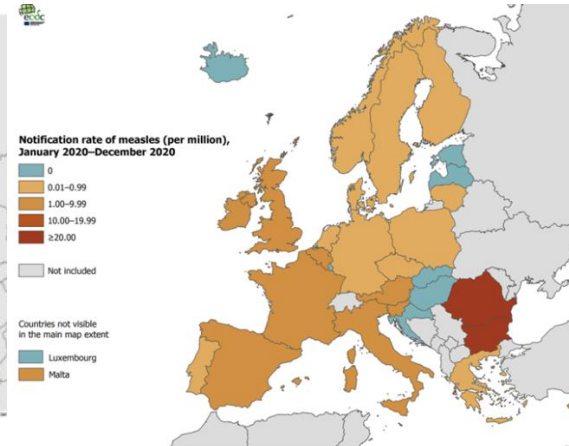 ecdc
Notification rate of measles (per million),
January 2020–December 2020
0
0.01–0.99
1.00–9.99
10.00–19.99
≥20.00
Not included
Countries not visible
in the main map extent
Luxembourg
Malta